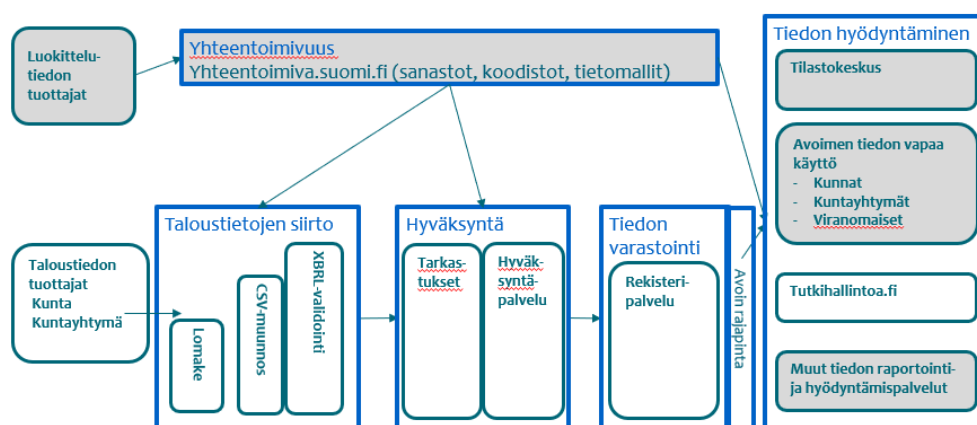 Luokittelu-
tiedon
tuottajat
Yhteentoimivuus
Yhteentoimiva.suomi.fi (sanastot, koodistot, tietomallit)
Taloustiedon
tuottajat
Kunta
Kuntayhtymä
Taloustietojen siirto
Lomake
CSV-muunnos
XBRL-validointi
Hyväksyntä
Tarkas-
tukset
Hyväk-
syntä-
palvelu
Tiedon
varastointi
Rekisteri-
palvelu
Avoin rajapinta
Tiedon hyödyntäminen
Tilastokeskus
Avoimen tiedon vapaa
käyttö
- Kunnat
- Kuntayhtymät
- Viranomaiset
Tutkihallintoa.fi
Muut tiedon raportointi-
ja hyödyntämispalvelut